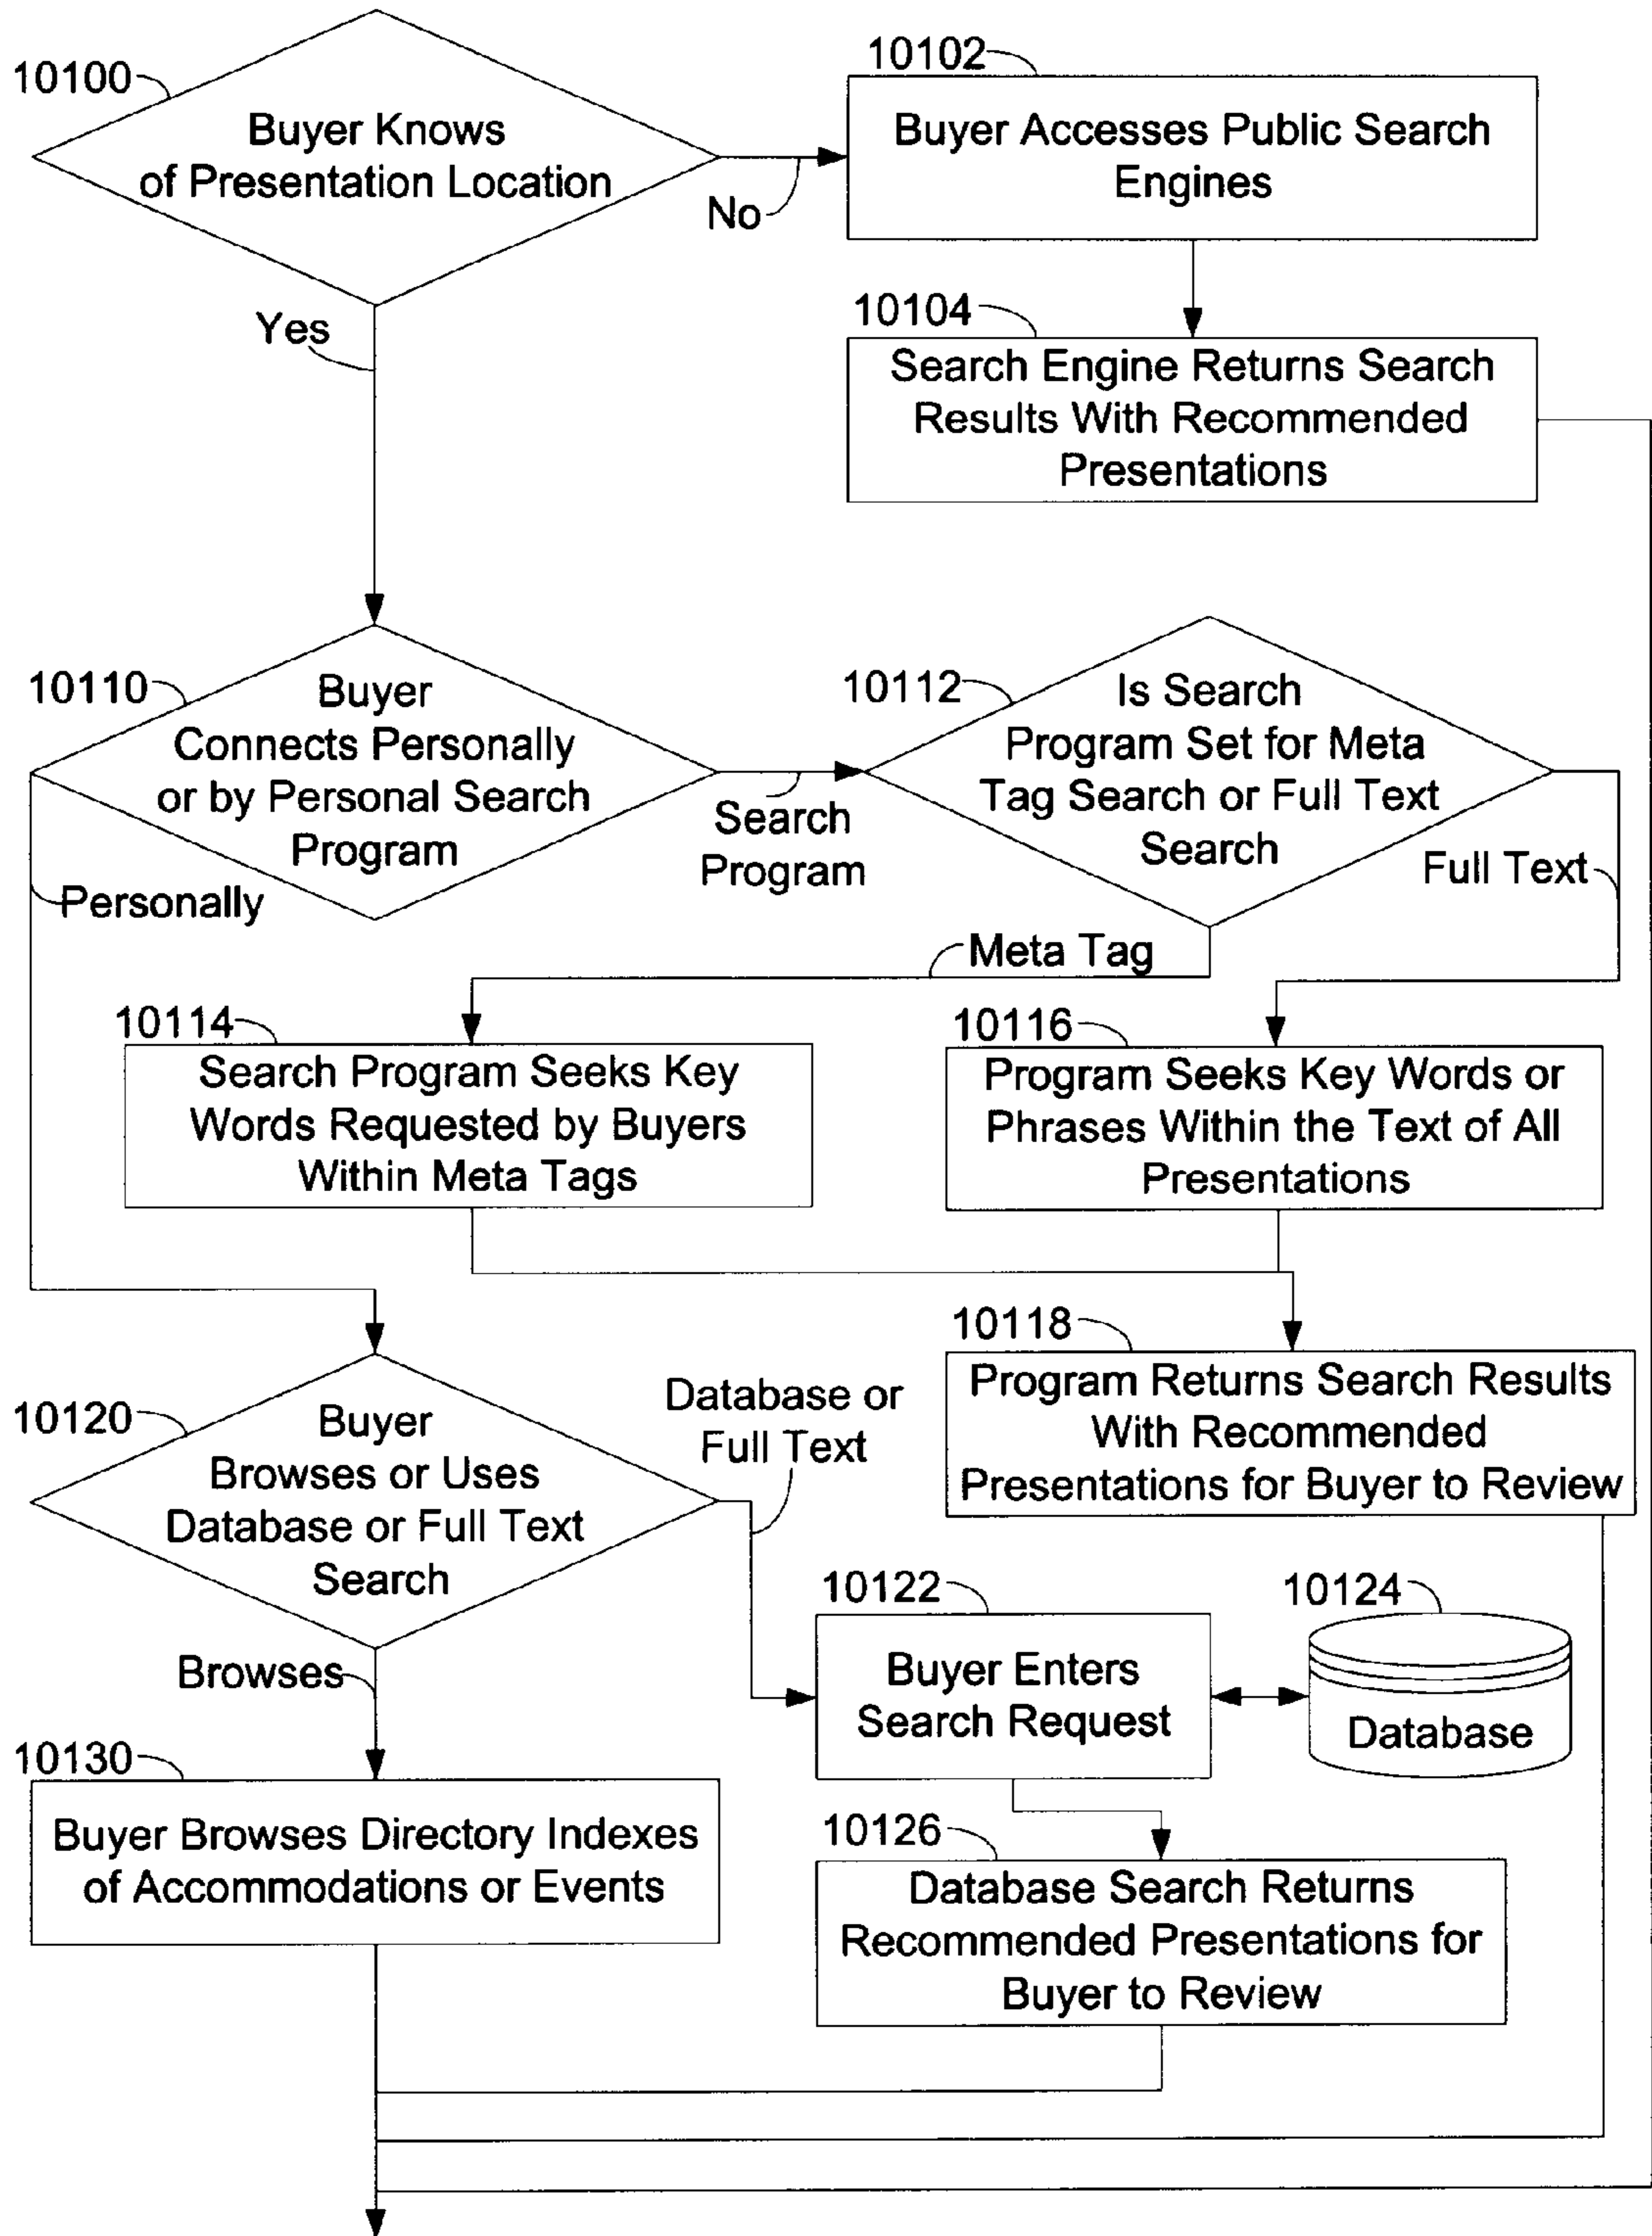 10100
Buyer Knows
of Presentation Location
No
Yes
10102
Buyer Accesses Public Search
Engines
10104
Search Engine Returns Search
Results With Recommended
Presentations
10110
Buyer
Connects Personally
or by Personal Search
Program
Search
Program
Personally
10112
Is Search
Program Set for Meta
Tag Search or Full Text
Search
Full Text
Meta Tag
10114
Search Program Seeks Key
Words Requested by Buyers
Within Meta Tags
10116
Program Seeks Key Words or
Phrases Within the Text of All
Presentations
10118
Program Returns Search Results
With Recommended
Presentations for Buyer to Review
10120
Buyer
Browses or Uses
Database or Full Text
Search
Database or
Full Text
Browses
10122
Buyer Enters
Search Request
10124
Database
10130
Buyer Browses Directory Indexes
of Accommodations or Events
10126
Database Search Returns
Recommended Presentations for
Buyer to Review